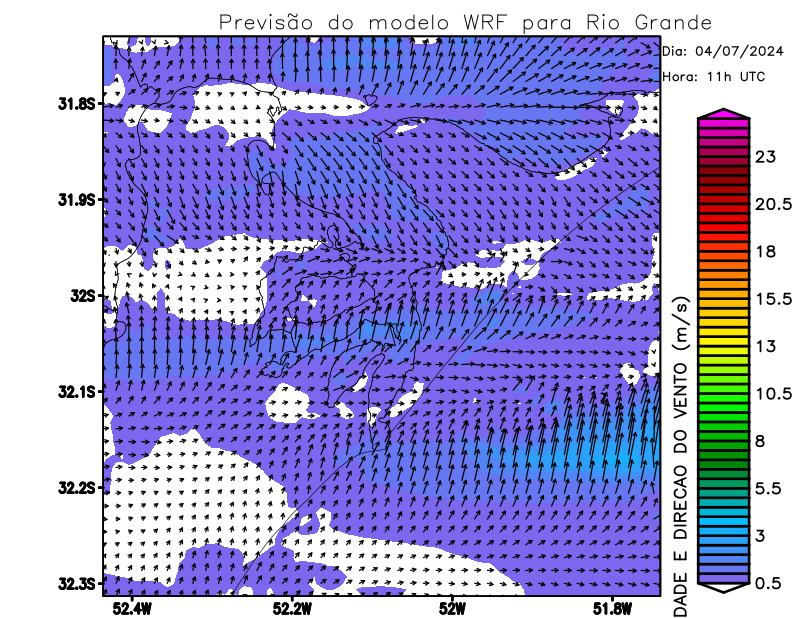 Previsão do modelo WRF para Rio Grande
Dia: 04/07/2024
Hora: 11h UTC
31.8S
31.9S
32S
32.1S
32.2S
32.3S
52.4W
52.2W
52W
51.8W
23
20.5
18
15.5
13
10.5
8
5.5
3
0.5
DADE E DIRECAO DO VENTO (m/s)